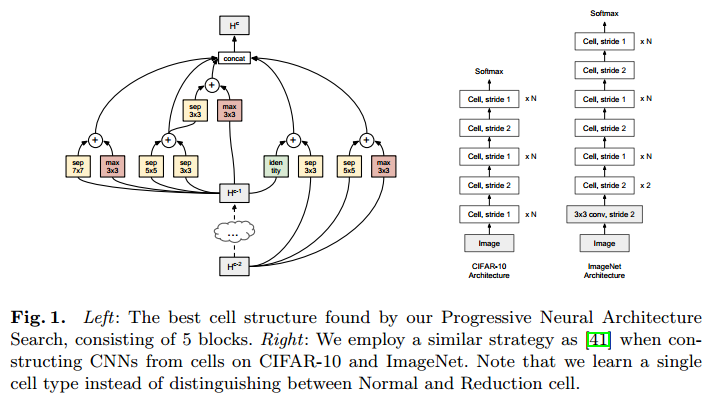 H^c
concat
+
sep 3x3
max 3x3
+
+
+
+
sep 7x7
max 3x3
sep 5x5
sep 3x3
iden tity
sep 3x3
sep 5x5
max 3x3
H^c-1
...
H^c-2
Softmax
Cell, stride 1 x N
Cell, stride 2
Cell, stride 1 x N
Cell, stride 2
Cell, stride 1 x N
Image
CIFAR-10
Architecture
Softmax
Cell, stride 1 x N
Cell, stride 2
Cell, stride 1 x N
Cell, stride 2
Cell, stride 1 x N
Cell, stride 2 x 2
3x3 conv, stride 2
Image
ImageNet
Architecture
Fig. 1. Left: The best cell structure found by our Progressive Neural Architecture
Search, consisting of 5 blocks. Right: We employ a similar strategy as [41] when con-
structing CNNs from cells on CIFAR-10 and ImageNet. Note that we learn a single
cell type instead of distinguishing between Normal and Reduction cell.